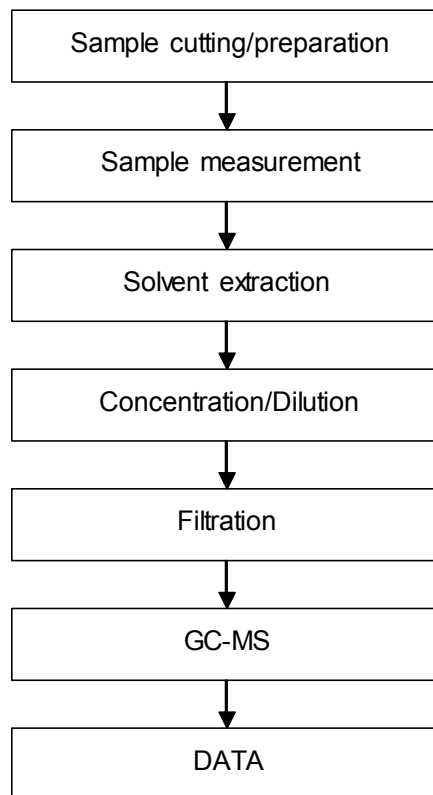 Sample cutting/preparation
Sample measurement
Solvent extraction
Concentration/Dilution
Filtration
GC-MS
DATA